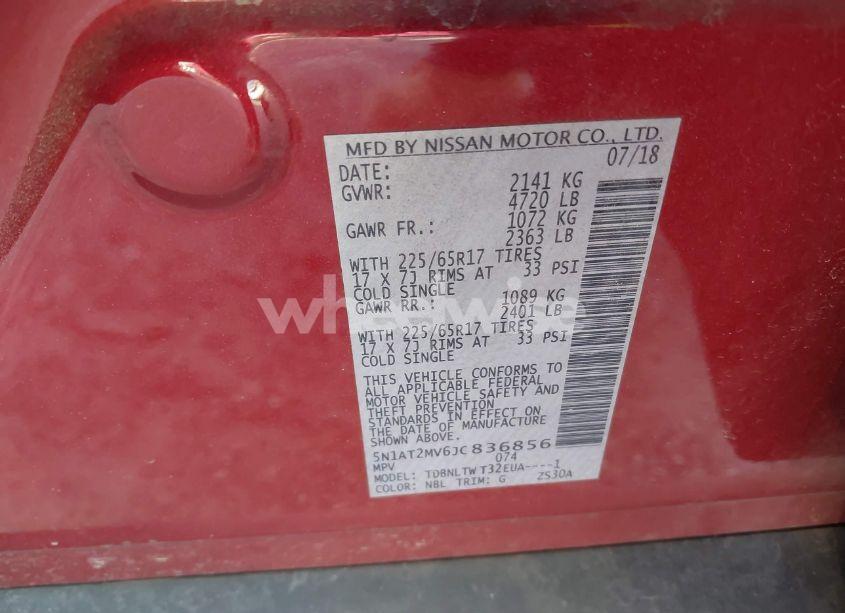 MFD BY NISSAN MOTOR CO., LTD.
DATE: 07/18
GVWR: 2141 KG
4720 LB
GAWR FR.: 1072 KG
2363 LB
WITH 225/65R17 TIRES
17 X 7J RIMS AT 33 PSI
COLD SINGLE
GAWR RR.: 1089 KG
2401 LB
WITH 225/65R17 TIRES
17 X 7J RIMS AT 33 PSI
COLD SINGLE
THIS VEHICLE CONFORMS TO
ALL APPLICABLE FEDERAL
MOTOR VEHICLE SAFETY AND
THEFT PREVENTION
STANDARDS IN EFFECT ON
THE DATE OF MANUFACTURE
SHOWN ABOVE.
5N1AT2MV6JC836856
MPV 074
MODEL: TDBNLTW T32EUA----1
COLOR: NBL TRIM: G ZS30A
wheelwise